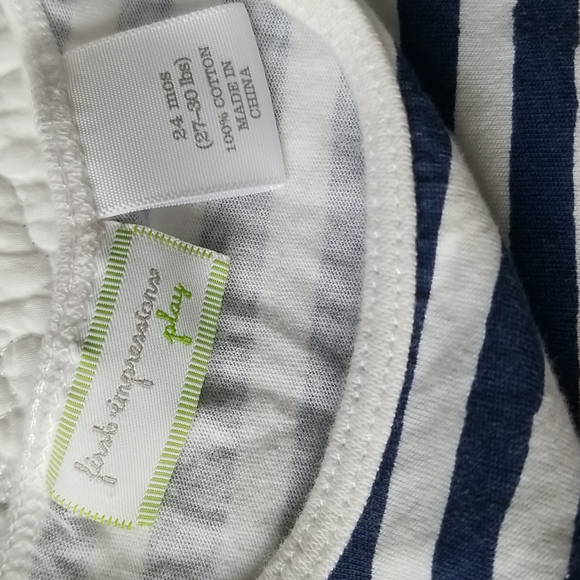 24 mos
(27-30 lbs)
100% COTTON
MADE IN
CHINA
first impressions®
play